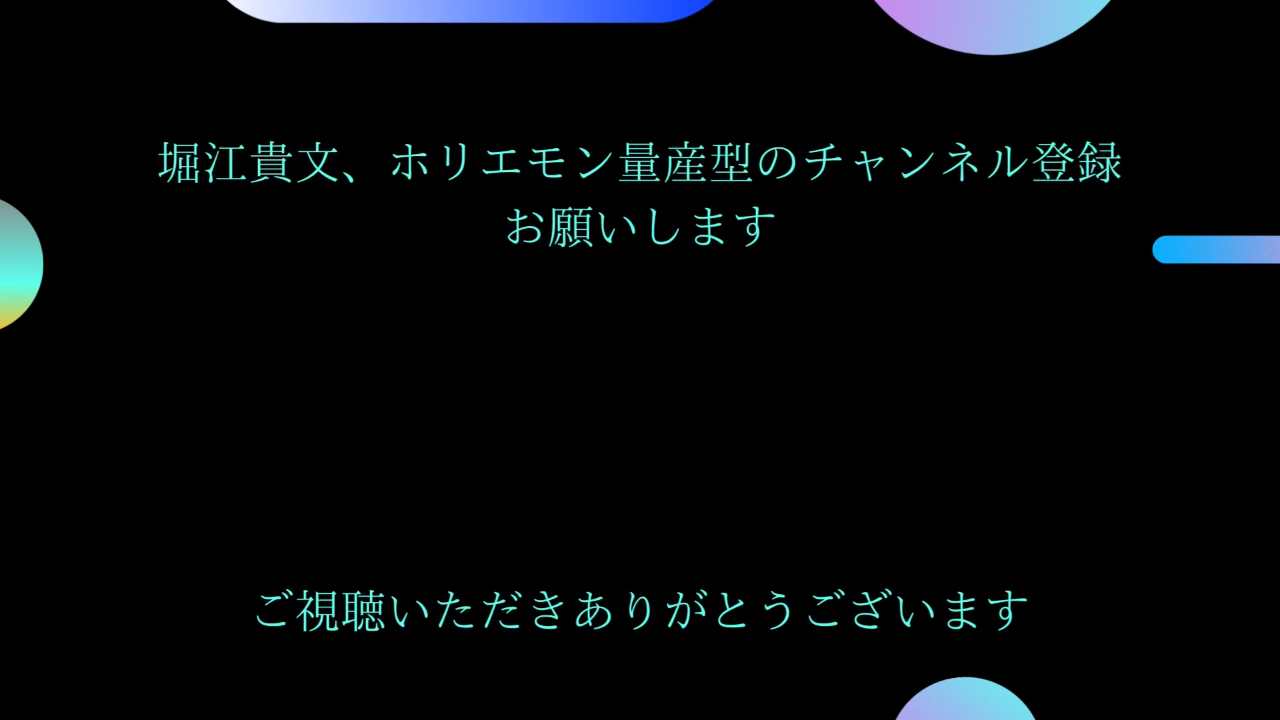 堀江貴文、ホリエモン量産型のチャンネル登録
お願いします
ご視聴いただきありがとうございます